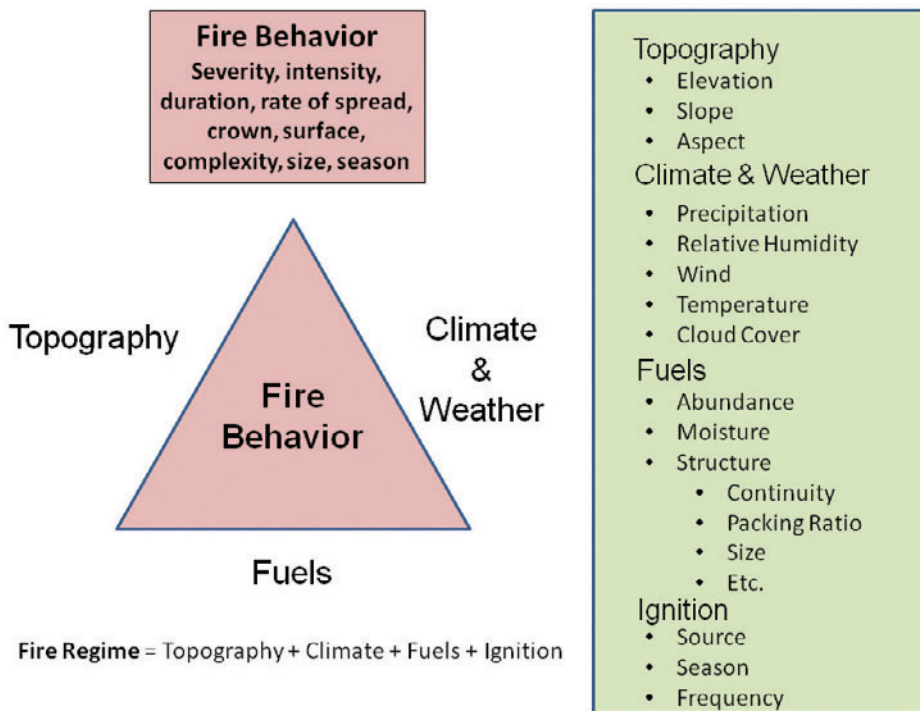 Fire Behavior
Severity, intensity,
duration, rate of spread,
crown, surface,
complexity, size, season
Topography
Climate
&
Weather
Fire
Behavior
Fuels
Fire Regime = Topography + Climate + Fuels + Ignition
Topography
• Elevation
• Slope
• Aspect
Climate & Weather
• Precipitation
• Relative Humidity
• Wind
• Temperature
• Cloud Cover
Fuels
• Abundance
• Moisture
• Structure
• Continuity
• Packing Ratio
• Size
• Etc.
Ignition
• Source
• Season
• Frequency